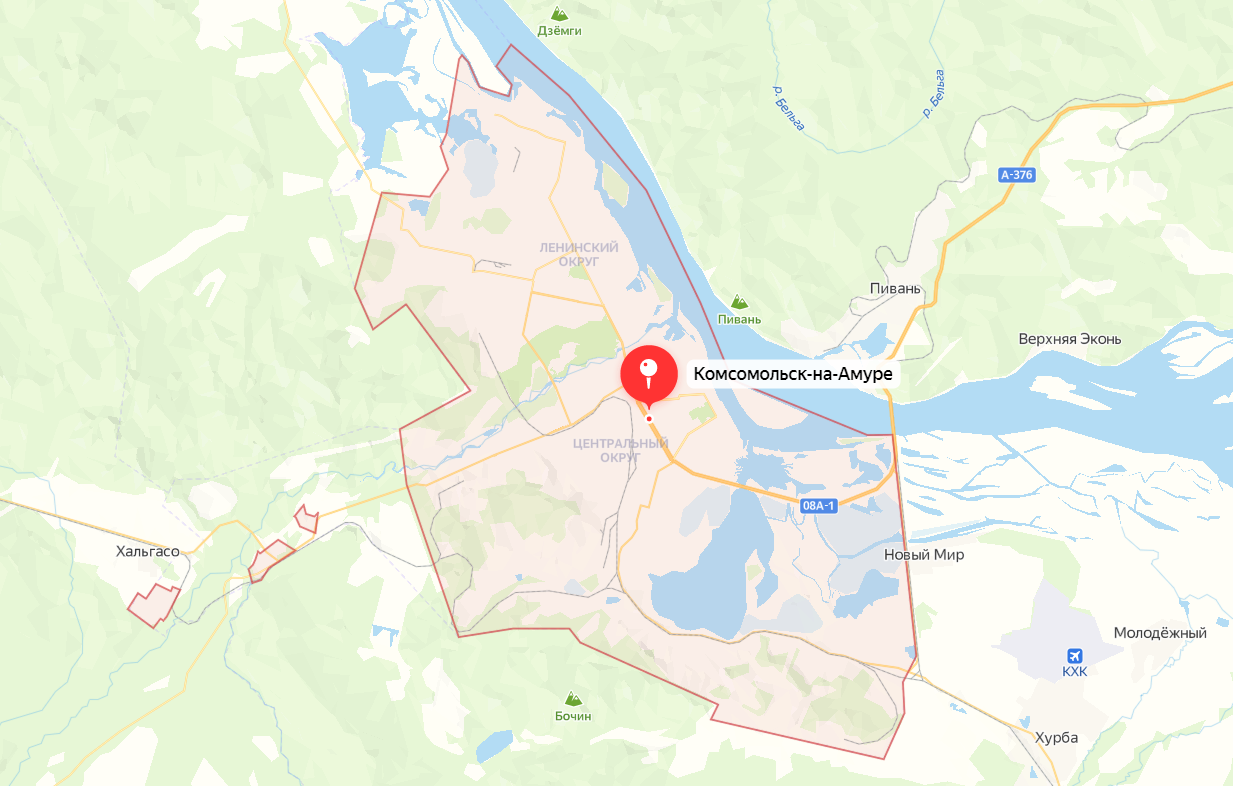 Дзёмги
р. Бельга
р. Бельга
А-376
ЛЕНИНСКИЙ
ОКРУГ
Пивань
Пивань
Верхняя Эконь
Комсомольск-на-Амуре
ЦЕНТРАЛЬНЫЙ
ОКРУГ
08А-1
Хальгасо
Новый Мир
Молодёжный
КХК
Бочин
Хурба